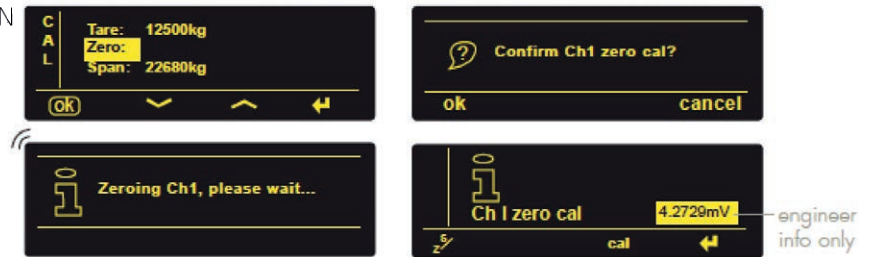 N
C
A
L
Tare: 12500kg
Zero:
Span: 22680kg
ok
Confirm Ch1 zero cal?
ok cancel
Zeroing Ch1, please wait...
Ch I zero cal 4.2729mV
cal
engineer
info only